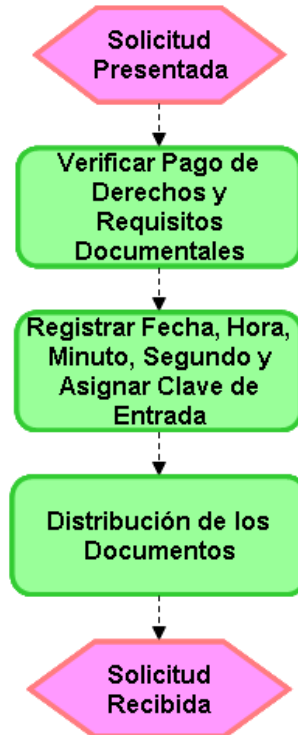 Solicitud
Presentada
Verificar Pago de
Derechos y
Requisitos
Documentales
Registrar Fecha, Hora,
Minuto, Segundo y
Asignar Clave de
Entrada
Distribución de los
Documentos
Solicitud
Recibida